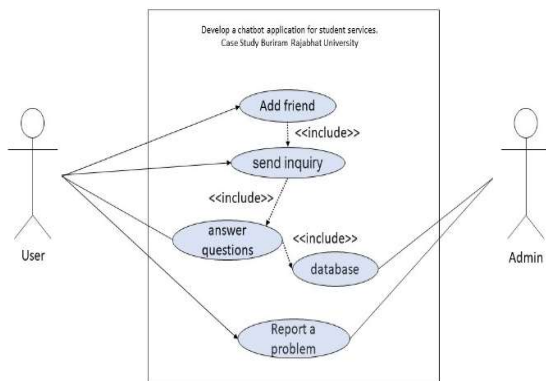 Develop a chatbot application for student services.
Case Study Buriram Rajabhat University
Add friend
<<include>>
send inquiry
<<include>>
answer
questions
<<include>>
database
User
Admin
Report a
problem